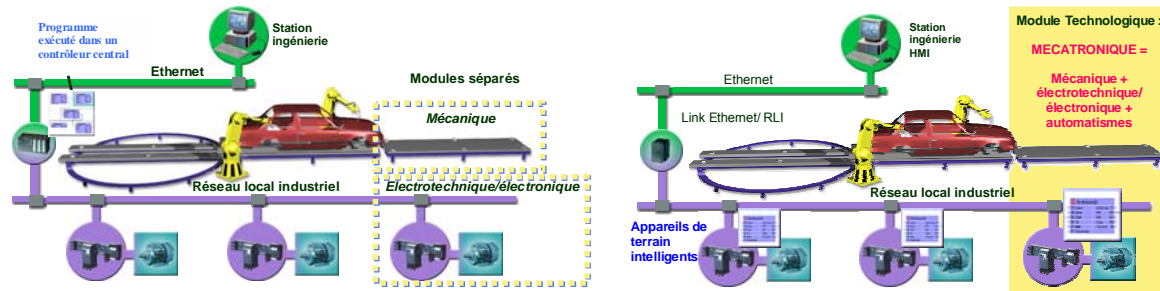 Programme
exécuté dans un
contrôleur central
Station
ingénierie
Ethernet
Modules séparés
Mécanique
Réseau local industriel
Electrotechnique/électronique
Station
ingénierie
HMI
Ethernet
Link Ethernet/ RLI
Réseau local industriel
Appareils de
terrain
intelligents
Module Technologique :
MECATRONIQUE =
Mécanique +
électrotechnique/
électronique +
automatismes